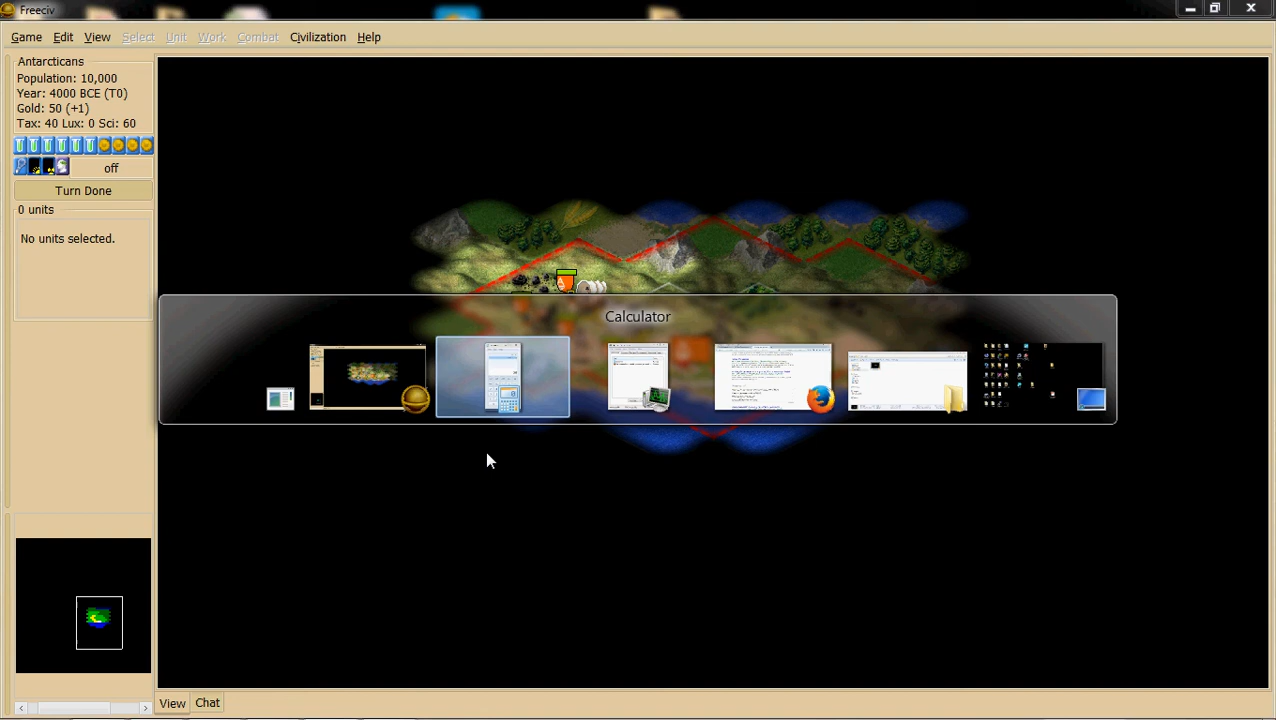 Freeciv
Game Edit View Select Unit Work Combat Civilization Help
Antarcticans
Population: 10,000
Year: 4000 BCE (T0)
Gold: 50 (+1)
Tax: 40 Lux: 0 Sci: 60
off
Turn Done
0 units
No units selected.
Calculator
View Chat